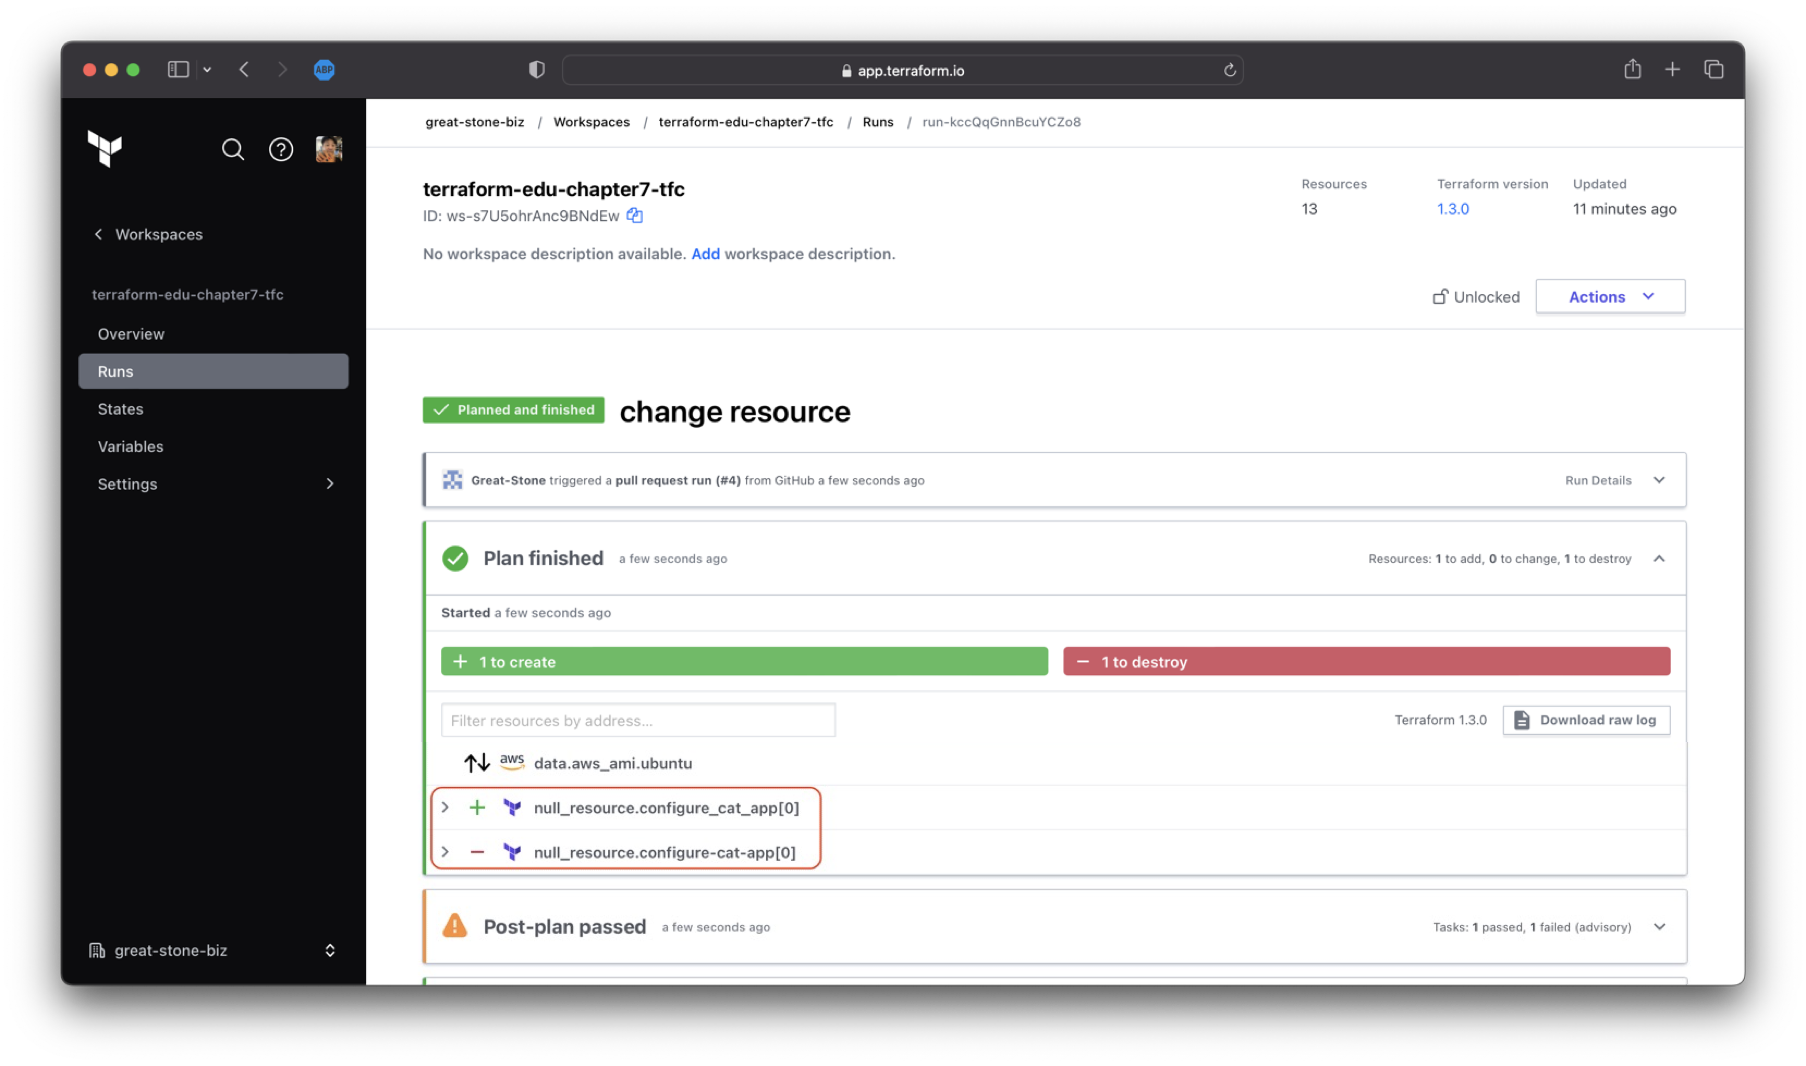 ABP
app.terraform.io
great-stone-biz / Workspaces / terraform-edu-chapter7-tfc / Runs / run-kccQqGnnBcuYCZo8
terraform-edu-chapter7-tfc
ID: ws-s7U5ohrAnc9BNdEw
Resources
13
Terraform version
1.3.0
Updated
11 minutes ago
No workspace description available. Add workspace description.
Unlocked
Actions
Workspaces
terraform-edu-chapter7-tfc
Overview
Runs
States
Variables
Settings
great-stone-biz
Planned and finished
change resource
Great-Stone triggered a pull request run (#4) from GitHub a few seconds ago
Run Details
Plan finished a few seconds ago
Resources: 1 to add, 0 to change, 1 to destroy
Started a few seconds ago
+ 1 to create
− 1 to destroy
Filter resources by address...
Terraform 1.3.0
Download raw log
aws data.aws_ami.ubuntu
+ null_resource.configure_cat_app[0]
− null_resource.configure-cat-app[0]
Post-plan passed a few seconds ago
Tasks: 1 passed, 1 failed (advisory)